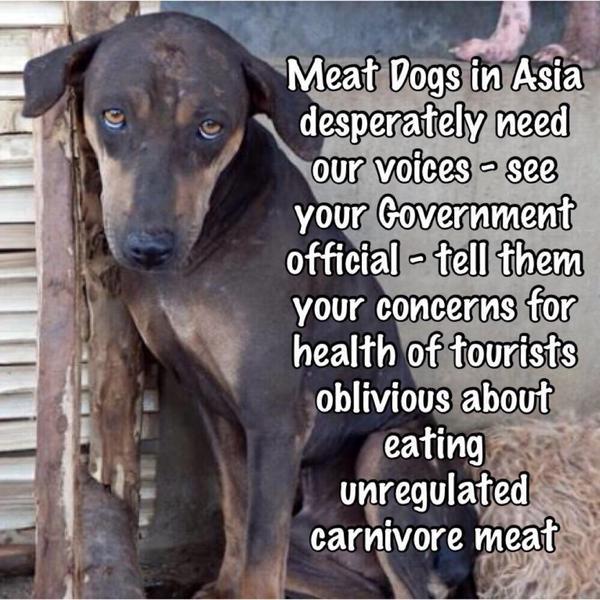 Meat Dogs in Asia
desperately need
our voices - see
your Government
official - tell them
your concerns for
health of tourists
oblivious about
eating
unregulated
carnivore meat